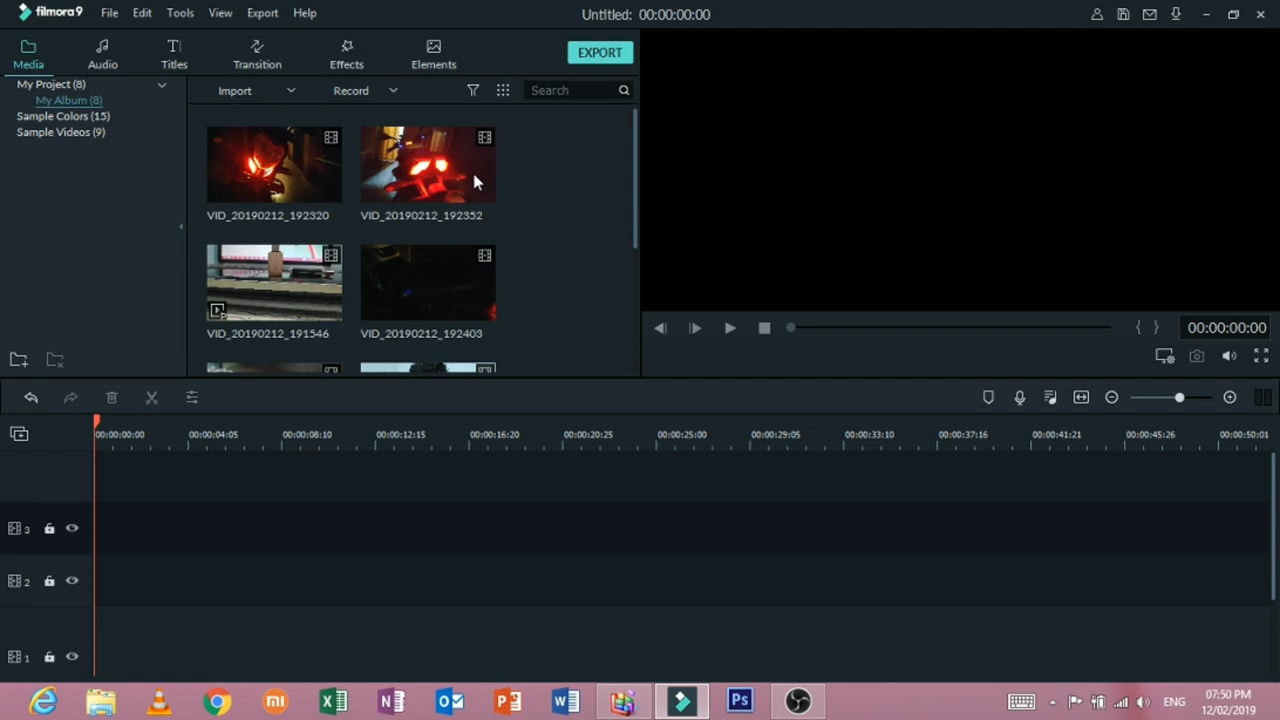 filmora9 File Edit Tools View Export Help Untitled: 00:00:00:00
Media Audio Titles Transition Effects Elements EXPORT
My Project (8)
My Album (8)
Sample Colors (15)
Sample Videos (9)
Import Record Search
VID_20190212_192320 VID_20190212_192352
VID_20190212_191546 VID_20190212_192403
00:00:00:00
00:00:00:00 00:00:04:05 00:00:08:10 00:00:12:15 00:00:16:20 00:00:20:25 00:00:25:00 00:00:29:05 00:00:33:10 00:00:37:16 00:00:41:21 00:00:45:26 00:00:50:01
3
2
1
Ps
ENG
07:50 PM
12/02/2019